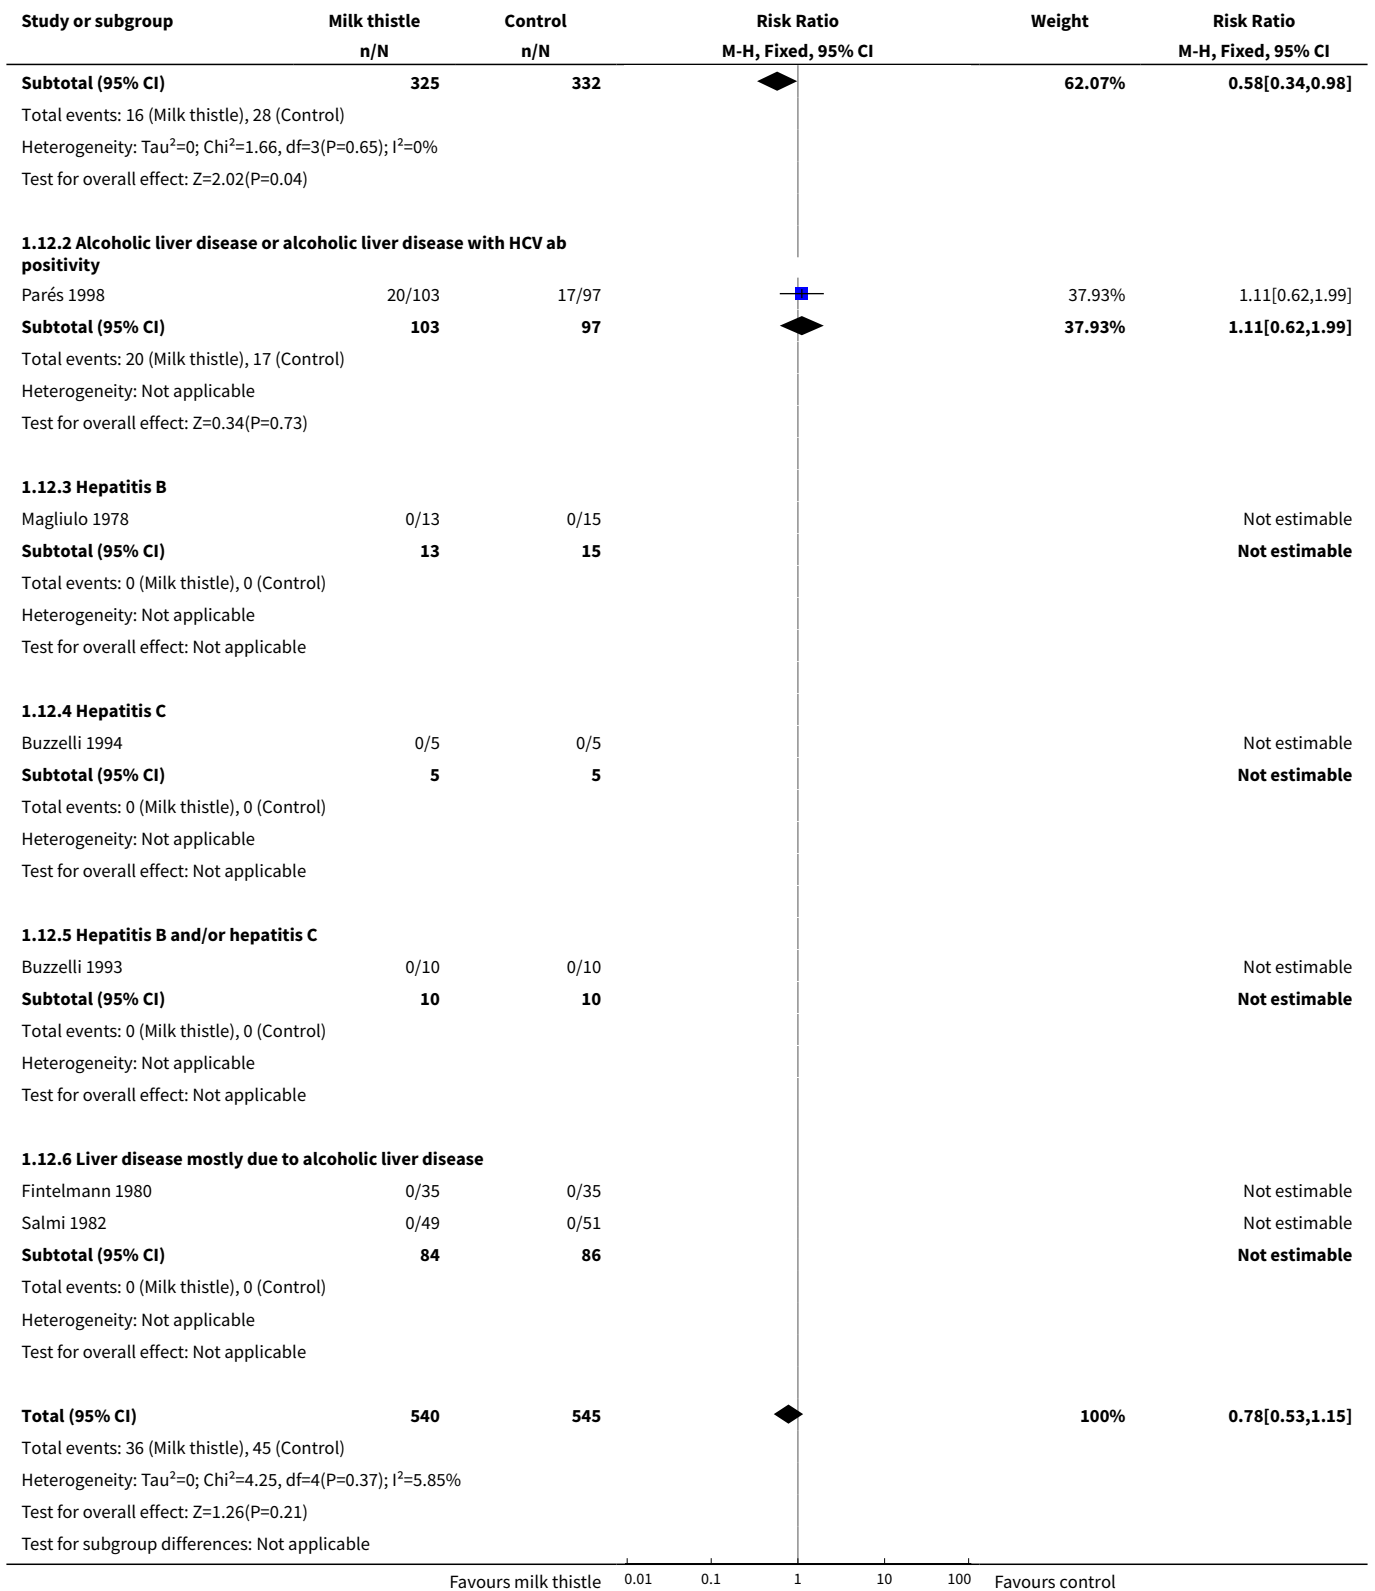 Study or subgroup Milk thistle Control Risk Ratio Weight Risk Ratio
n/N n/N M-H, Fixed, 95% CI M-H, Fixed, 95% CI
Subtotal (95% CI) 325 332 62.07% 0.58[0.34,0.98]
Total events: 16 (Milk thistle), 28 (Control)
Heterogeneity: Tau²=0; Chi²=1.66, df=3(P=0.65); I²=0%
Test for overall effect: Z=2.02(P=0.04)
1.12.2 Alcoholic liver disease or alcoholic liver disease with HCV ab
positivity
Parés 1998 20/103 17/97 37.93% 1.11[0.62,1.99]
Subtotal (95% CI) 103 97 37.93% 1.11[0.62,1.99]
Total events: 20 (Milk thistle), 17 (Control)
Heterogeneity: Not applicable
Test for overall effect: Z=0.34(P=0.73)
1.12.3 Hepatitis B
Magliulo 1978 0/13 0/15 Not estimable
Subtotal (95% CI) 13 15 Not estimable
Total events: 0 (Milk thistle), 0 (Control)
Heterogeneity: Not applicable
Test for overall effect: Not applicable
1.12.4 Hepatitis C
Buzzelli 1994 0/5 0/5 Not estimable
Subtotal (95% CI) 5 5 Not estimable
Total events: 0 (Milk thistle), 0 (Control)
Heterogeneity: Not applicable
Test for overall effect: Not applicable
1.12.5 Hepatitis B and/or hepatitis C
Buzzelli 1993 0/10 0/10 Not estimable
Subtotal (95% CI) 10 10 Not estimable
Total events: 0 (Milk thistle), 0 (Control)
Heterogeneity: Not applicable
Test for overall effect: Not applicable
1.12.6 Liver disease mostly due to alcoholic liver disease
Fintelmann 1980 0/35 0/35 Not estimable
Salmi 1982 0/49 0/51 Not estimable
Subtotal (95% CI) 84 86 Not estimable
Total events: 0 (Milk thistle), 0 (Control)
Heterogeneity: Not applicable
Test for overall effect: Not applicable
Total (95% CI) 540 545 100% 0.78[0.53,1.15]
Total events: 36 (Milk thistle), 45 (Control)
Heterogeneity: Tau²=0; Chi²=4.25, df=4(P=0.37); I²=5.85%
Test for overall effect: Z=1.26(P=0.21)
Test for subgroup differences: Not applicable
Favours milk thistle 0.01 0.1 1 10 100 Favours control